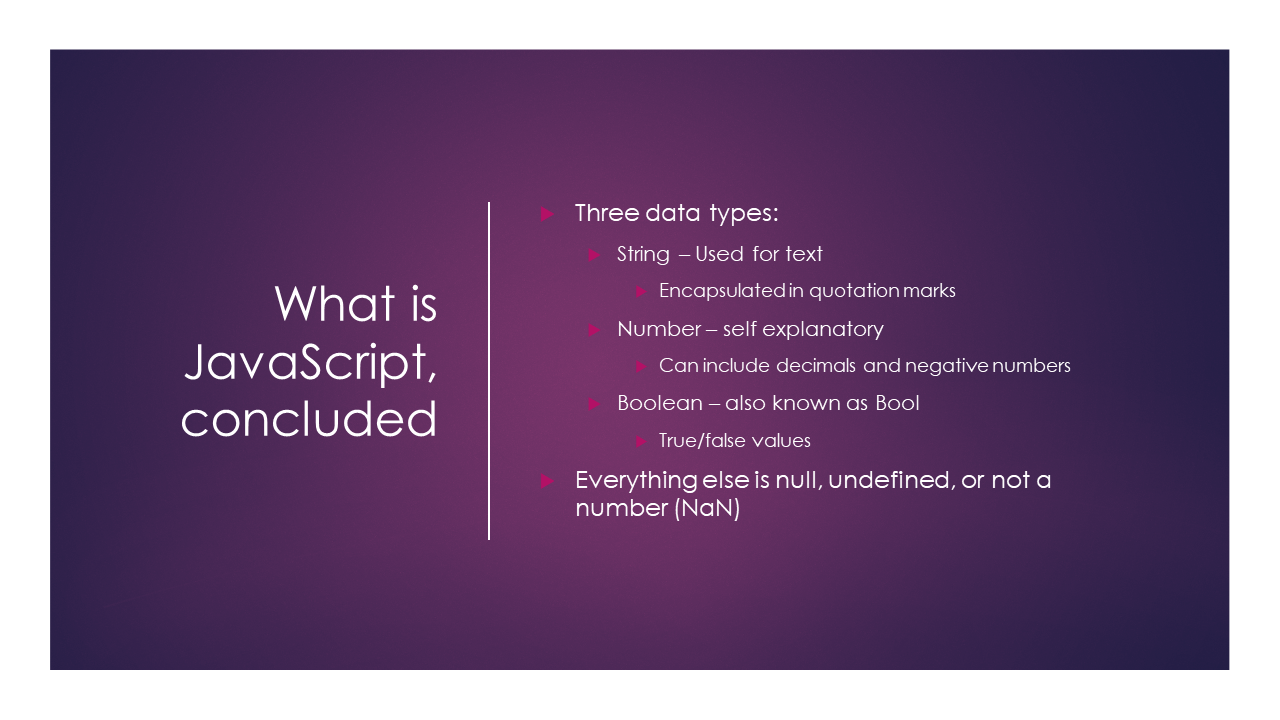 What is
JavaScript,
concluded
Three data types:
String – Used for text
Encapsulated in quotation marks
Number – self explanatory
Can include decimals and negative numbers
Boolean – also known as Bool
True/false values
Everything else is null, undefined, or not a
number (NaN)